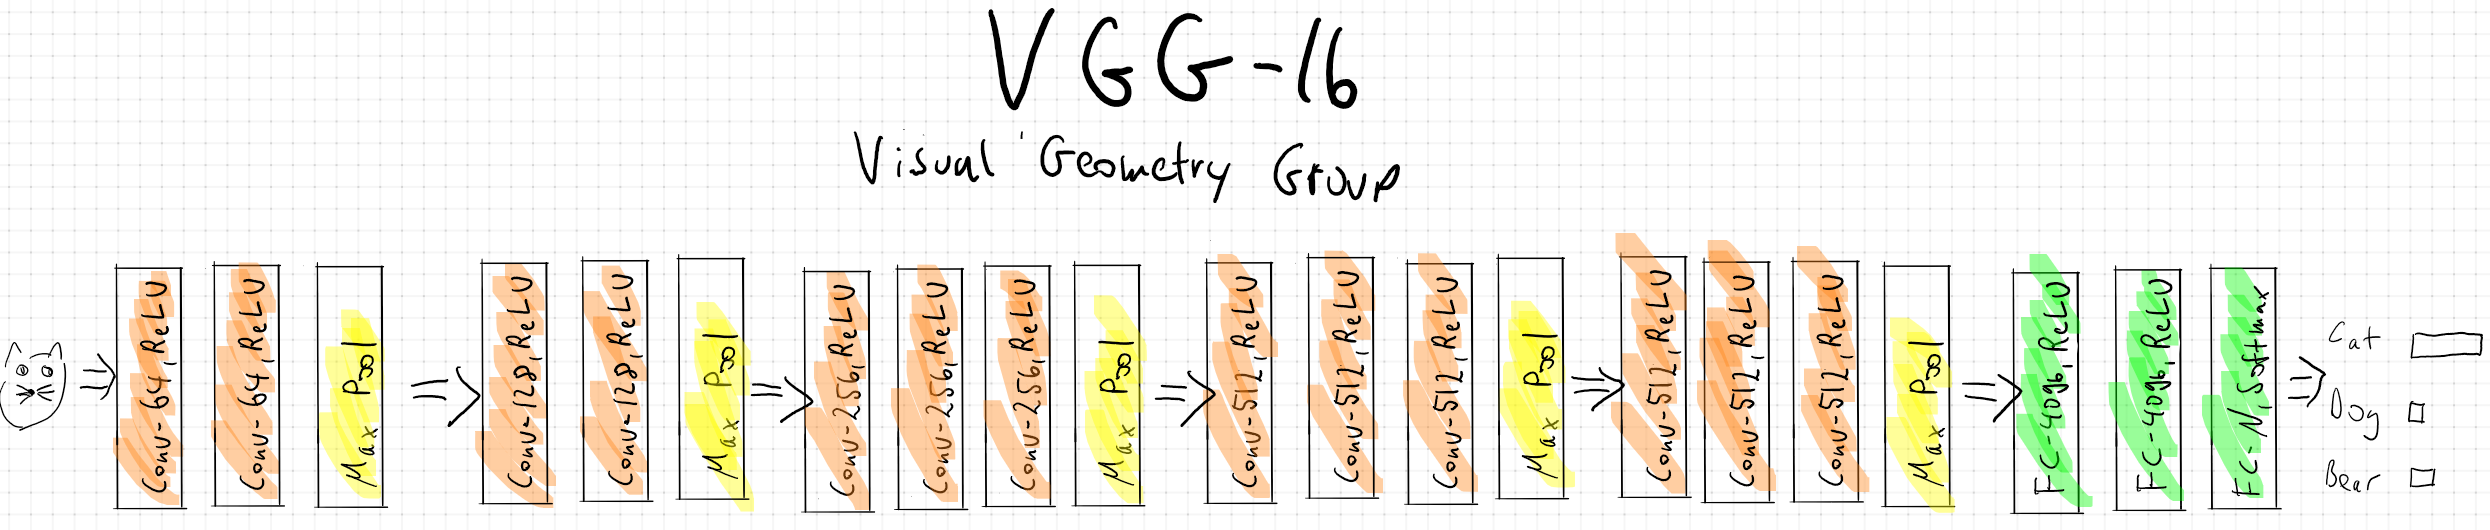 VGG-16
Visual Geometry Group
Conv-64, ReLU
Conv-64, ReLU
Max Pool
Conv-128, ReLU
Conv-128, ReLU
Max Pool
Conv-256, ReLU
Conv-256, ReLU
Conv-256, ReLU
Max Pool
Conv-512, ReLU
Conv-512, ReLU
Conv-512, ReLU
Max Pool
Conv-512, ReLU
Conv-512, ReLU
Conv-512, ReLU
Max Pool
FC-4096, ReLU
FC-4096, ReLU
FC-N, Softmax
Cat
Dog
Bear